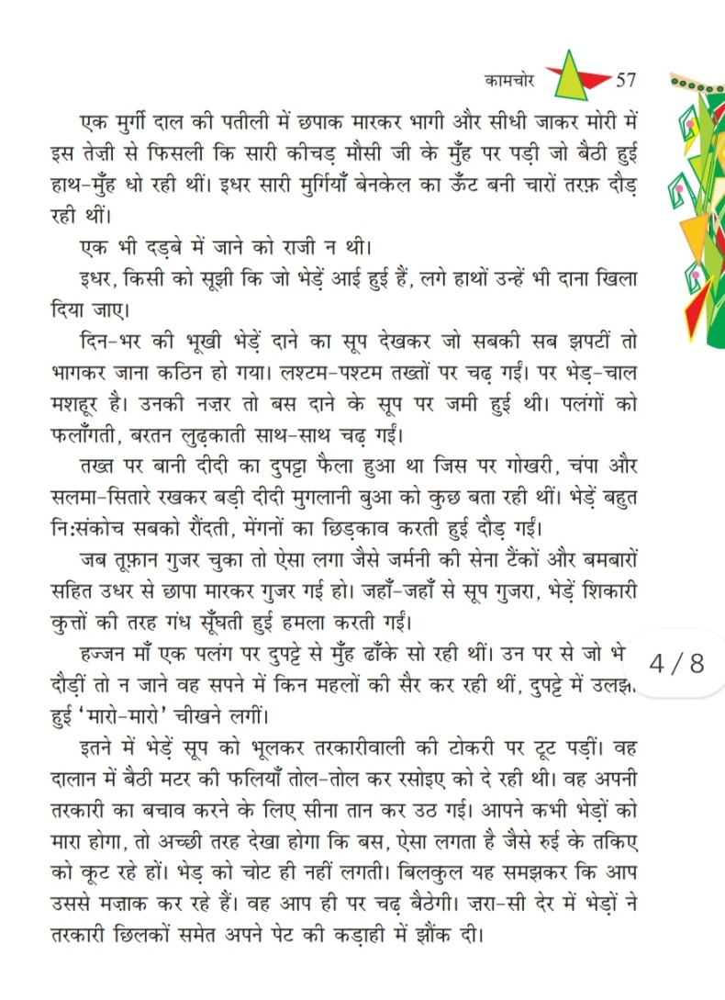 कामचोर 57
एक मुर्गी दाल की पतीली में छपाक मारकर भागी और सीधी जाकर मोरी में
इस तेज़ी से फिसली कि सारी कीचड़ मौसी जी के मुँह पर पड़ी जो बैठी हुई
हाथ-मुँह धो रही थीं। इधर सारी मुर्गियाँ बेनकेल का ऊँट बनी चारों तरफ़ दौड़
रही थीं।
एक भी दड़बे में जाने को राजी न थी।
इधर, किसी को सूझी कि जो भेड़ें आई हुई हैं, लगे हाथों उन्हें भी दाना खिला
दिया जाए।
दिन-भर की भूखी भेड़ें दाने का सूप देखकर जो सबकी सब झपटीं तो
भागकर जाना कठिन हो गया। लश्टम-पश्टम तख्तों पर चढ़ गईं। पर भेड़-चाल
मशहूर है। उनकी नज़र तो बस दाने के सूप पर जमी हुई थी। पलंगों को
फलाँगती, बरतन लुढ़काती साथ-साथ चढ़ गईं।
तख्त पर बानी दीदी का दुपट्टा फैला हुआ था जिस पर गोखरी, चंपा और
सलमा-सितारे रखकर बड़ी दीदी मुगलानी बुआ को कुछ बता रही थीं। भेड़ें बहुत
नि:संकोच सबको रौंदती, मेंगनों का छिड़काव करती हुई दौड़ गईं।
जब तूफ़ान गुजर चुका तो ऐसा लगा जैसे जर्मनी की सेना टैंकों और बमबारों
सहित उधर से छापा मारकर गुजर गई हो। जहाँ-जहाँ से सूप गुजरा, भेड़ें शिकारी
कुत्तों की तरह गंध सूँघती हुई हमला करती गईं।
हज्जन माँ एक पलंग पर दुपट्टे से मुँह ढाँके सो रही थीं। उन पर से जो
दौड़ीं तो न जाने वह सपने में किन महलों की सैर कर रही थीं, दुपट्टे में
हुई ‘मारो-मारो’ चीखने लगीं।
इतने में भेड़ें सूप को भूलकर तरकारीवाली की टोकरी पर टूट पड़ीं। वह
दालान में बैठी मटर की फलियाँ तोल-तोल कर रसोइए को दे रही थी। वह अपनी
तरकारी का बचाव करने के लिए सीना तान कर उठ गई। आपने कभी भेड़ों को
मारा होगा, तो अच्छी तरह देखा होगा कि बस, ऐसा लगता है जैसे रुई के तकिए
को कूट रहे हों। भेड़ को चोट ही नहीं लगती। बिलकुल यह समझकर कि आप
उससे मज़ाक कर रहे हैं। वह आप ही पर चढ़ बैठेगी। ज़रा-सी देर में भेड़ों ने
तरकारी छिलकों समेत अपने पेट की कड़ाही में झौंक दी।
4 / 8